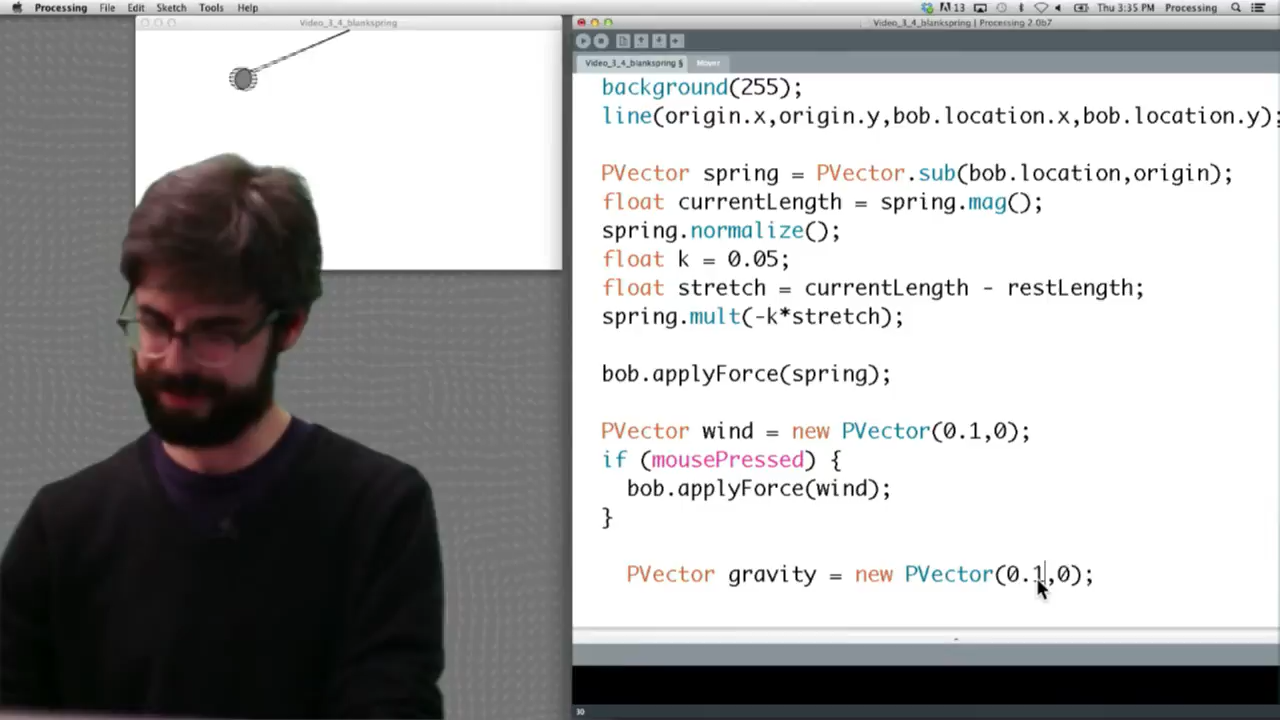 Processing File Edit Sketch Tools Help
13 Thu 3:35 PM Processing
Video_3_4_blankspring
Video_3_4_blankspring | Processing 2.0b7
Video_3_4_blankspring § Mover
background(255);
line(origin.x,origin.y,bob.location.x,bob.location.y);
PVector spring = PVector.sub(bob.location,origin);
float currentLength = spring.mag();
spring.normalize();
float k = 0.05;
float stretch = currentLength - restLength;
spring.mult(-k*stretch);
bob.applyForce(spring);
PVector wind = new PVector(0.1,0);
if (mousePressed) {
bob.applyForce(wind);
}
PVector gravity = new PVector(0.1,0);
30